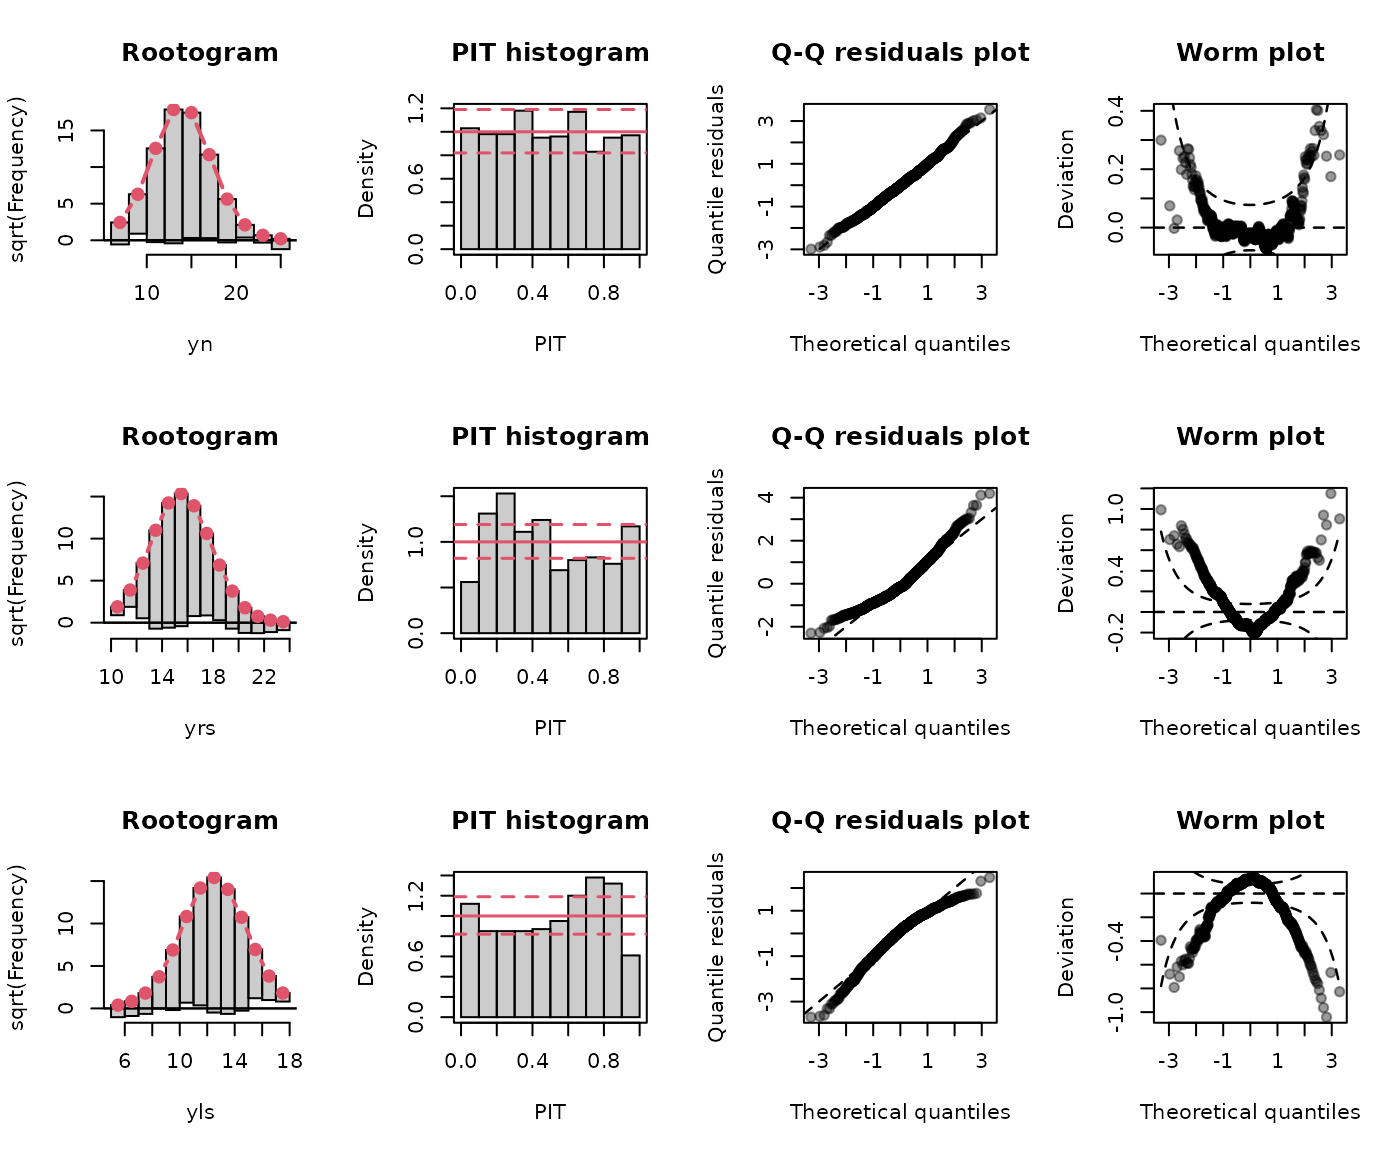 Rootogram
sqrt(Frequency)
0 5 15
10 20
yn
PIT histogram
Density
0.0 0.6 1.2
0.0 0.4 0.8
PIT
Q-Q residuals plot
Quantile residuals
-3 -1 1 3
-3 -1 1 3
Theoretical quantiles
Worm plot
Deviation
0.0 0.2 0.4
-3 -1 1 3
Theoretical quantiles
Rootogram
sqrt(Frequency)
0 5 10
10 14 18 22
yrs
PIT histogram
Density
0.0 1.0
0.0 0.4 0.8
PIT
Q-Q residuals plot
Quantile residuals
-2 0 2 4
-3 -1 1 3
Theoretical quantiles
Worm plot
Deviation
-0.2 0.4 1.0
-3 -1 1 3
Theoretical quantiles
Rootogram
sqrt(Frequency)
0 5 10
6 10 14 18
yls
PIT histogram
Density
0.0 0.6 1.2
0.0 0.4 0.8
PIT
Q-Q residuals plot
Quantile residuals
-3 -1 1
-3 -1 1 3
Theoretical quantiles
Worm plot
Deviation
-1.0 -0.4
-3 -1 1 3
Theoretical quantiles